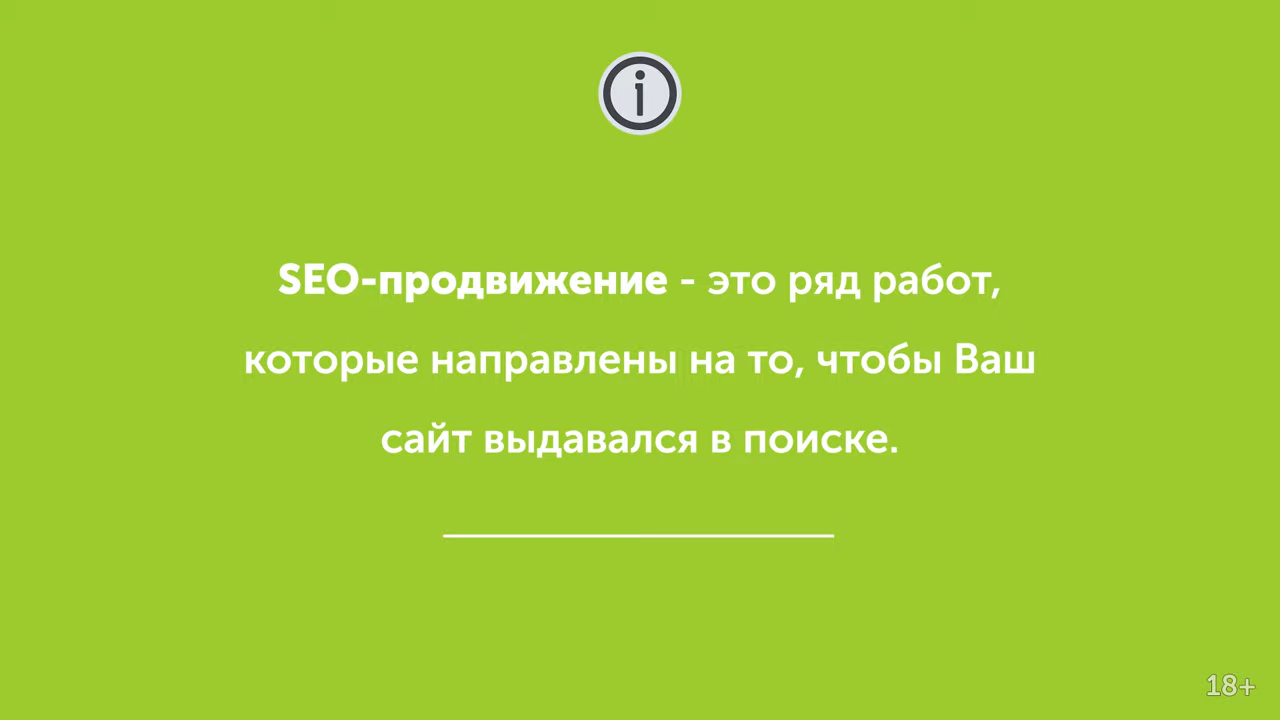 i
SEO-продвижение - это ряд работ,
которые направлены на то, чтобы Ваш
сайт выдавался в поиске.
18+